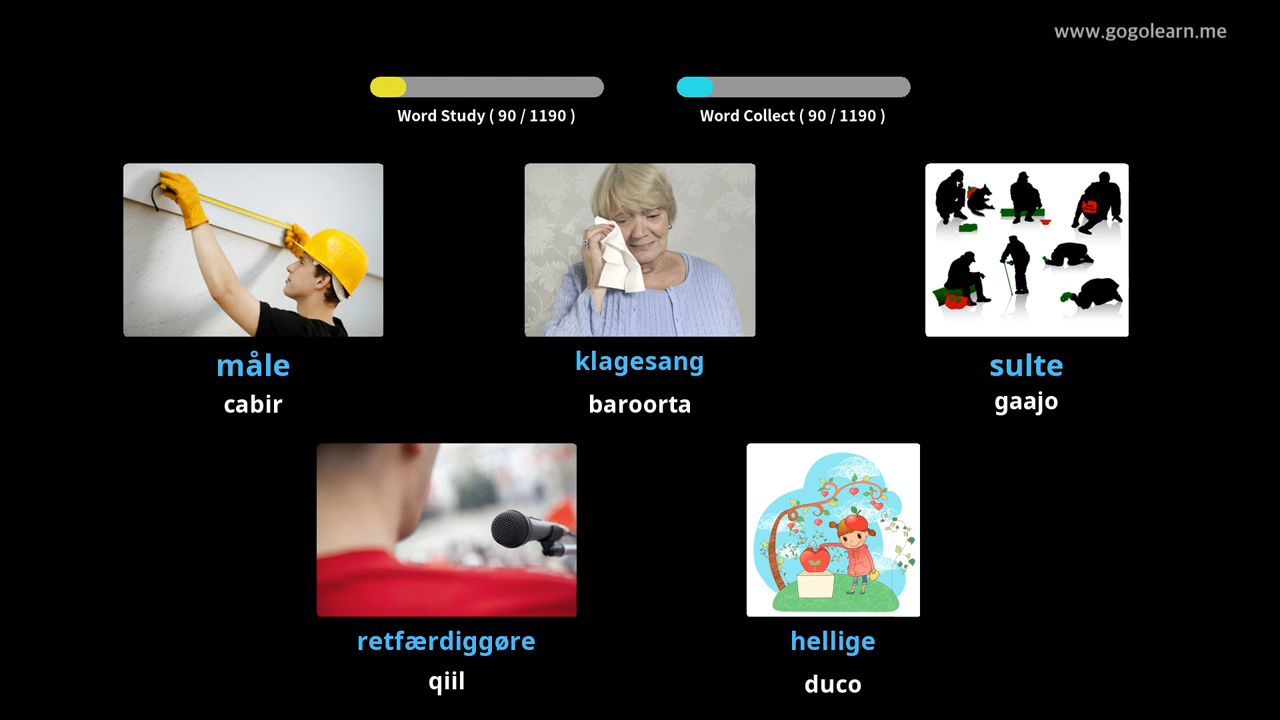 www.gogolearn.me
Word Study ( 90 / 1190 )
Word Collect ( 90 / 1190 )
måle
klagesang
sulte
cabir
baroorta
gaajo
retfærdiggøre
hellige
qiil
duco